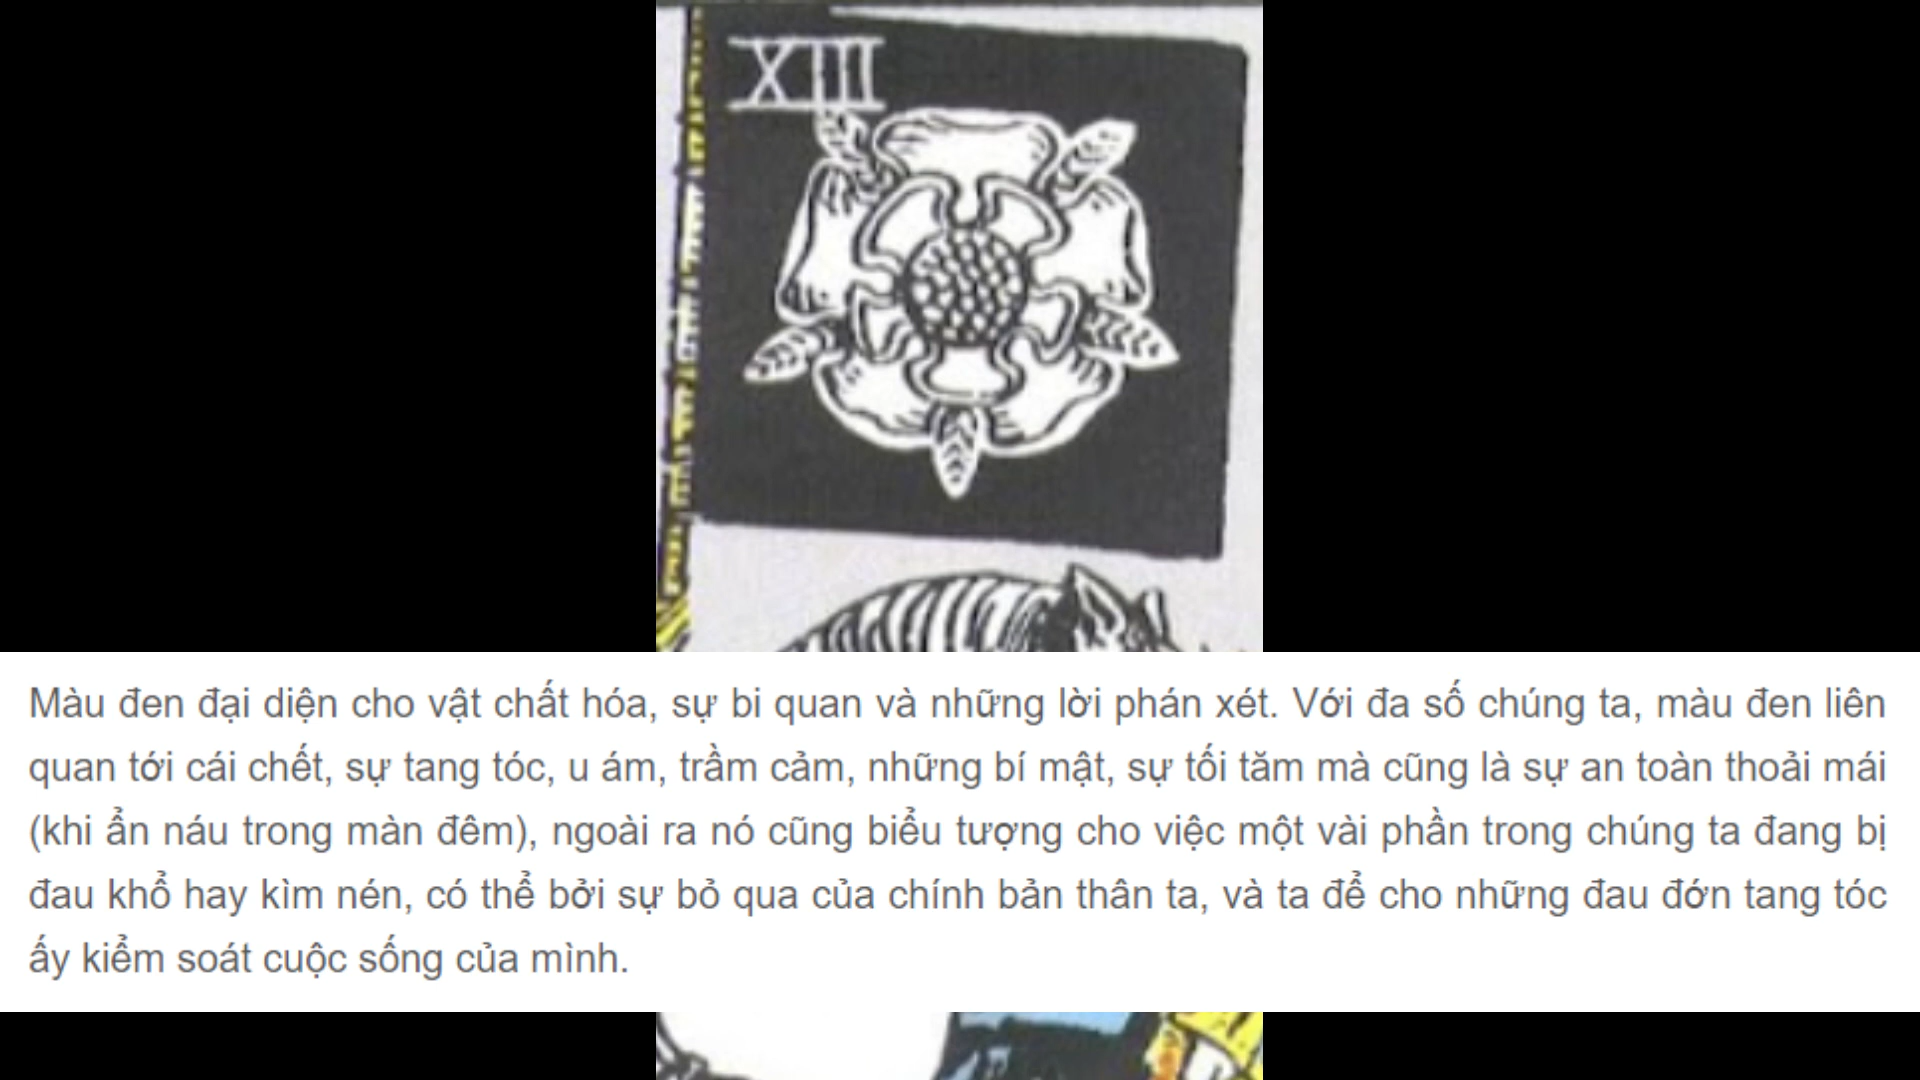 XIII
Màu đen đại diện cho vật chất hóa, sự bi quan và những lời phán xét. Với đa số chúng ta, màu đen liên
quan tới cái chết, sự tang tóc, u ám, trầm cảm, những bí mật, sự tối tăm mà cũng là sự an toàn thoải mái
(khi ẩn náu trong màn đêm), ngoài ra nó cũng biểu tượng cho việc một vài phần trong chúng ta đang bị
đau khổ hay kìm nén, có thể bởi sự bỏ qua của chính bản thân ta, và ta để cho những đau đớn tang tóc
ấy kiểm soát cuộc sống của mình.